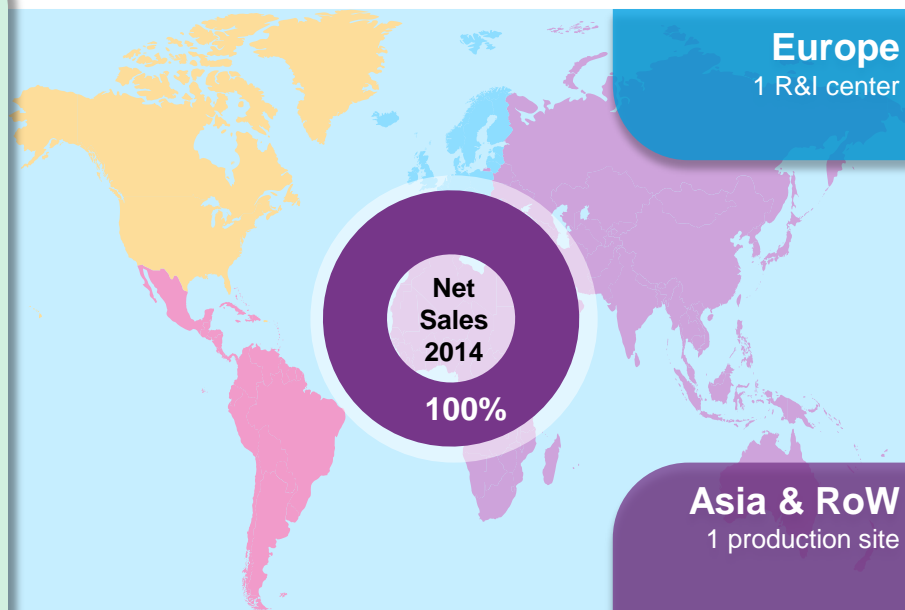 Europe
1 R&I center
Net
Sales
2014
100%
Asia & RoW
1 production site